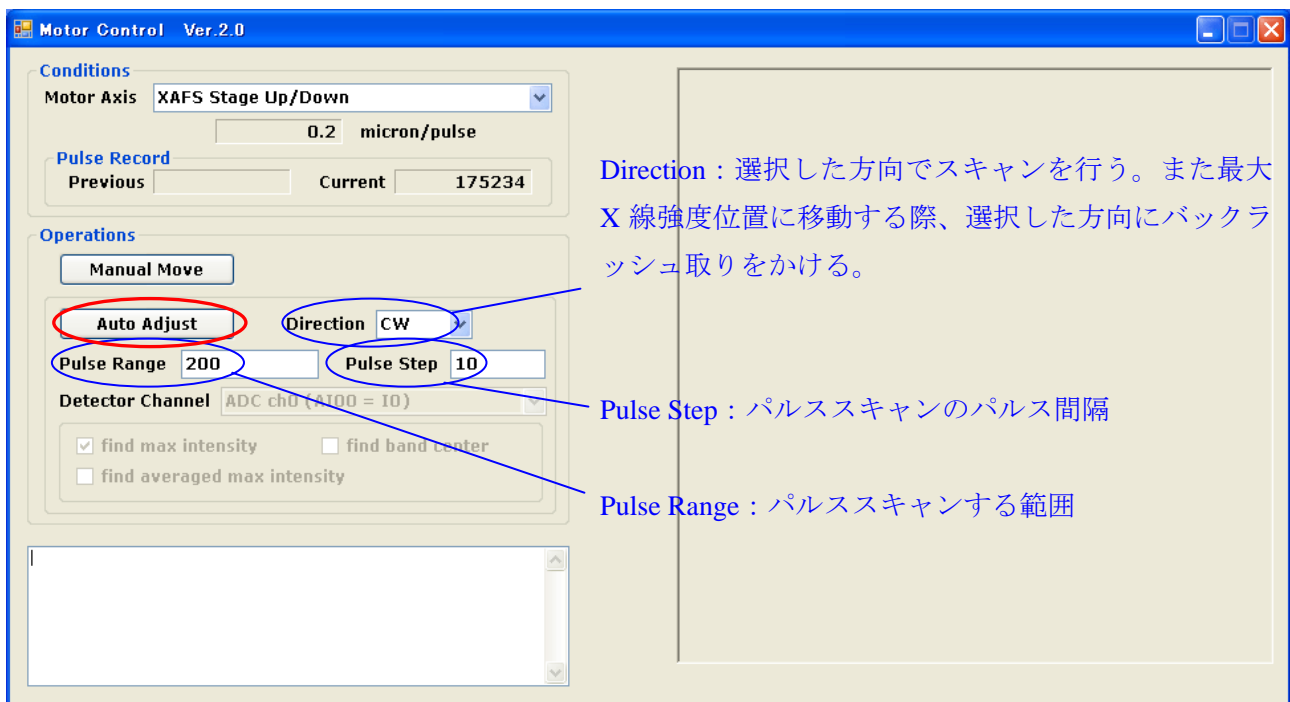 Motor Control Ver.2.0
Conditions
Motor Axis XAFS Stage Up/Down
0.2 micron/pulse
Pulse Record
Previous Current 175234
Operations
Manual Move
Auto Adjust Direction CW
Pulse Range 200 Pulse Step 10
Detector Channel ADC ch0 (AI00 = I0)
find max intensity find band center
find averaged max intensity
Direction:選択した方向でスキャンを行う。また最大
X 線強度位置に移動する際、選択した方向にバックラ
ッシュ取りをかける。
Pulse Step:パルススキャンのパルス間隔
Pulse Range:パルススキャンする範囲